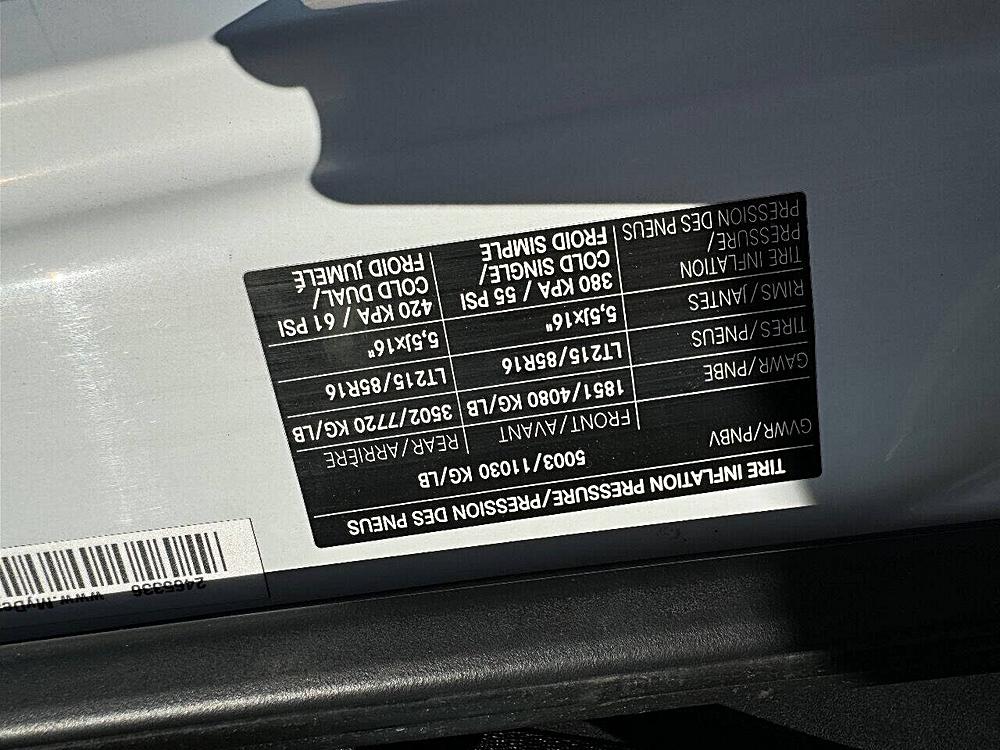 TIRE INFLATION PRESSURE/PRESSION DES PNEUS
GVWR/PNBV 5003/11030 KG/LB
FRONT/AVANT REAR/ARRIÈRE
GAWR/PNBE 1851/4080 KG/LB 3502/7720 KG/LB
TIRES/PNEUS LT215/85R16 LT215/85R16
RIMS/JANTES 5,5Jx16" 5,5Jx16"
TIRE INFLATION 380 KPA / 55 PSI 420 KPA / 61 PSI
PRESSURE/ COLD SINGLE/ COLD DUAL/
PRESSION DES PNEUS FROID SIMPLE FROID JUMELÉ
2465336